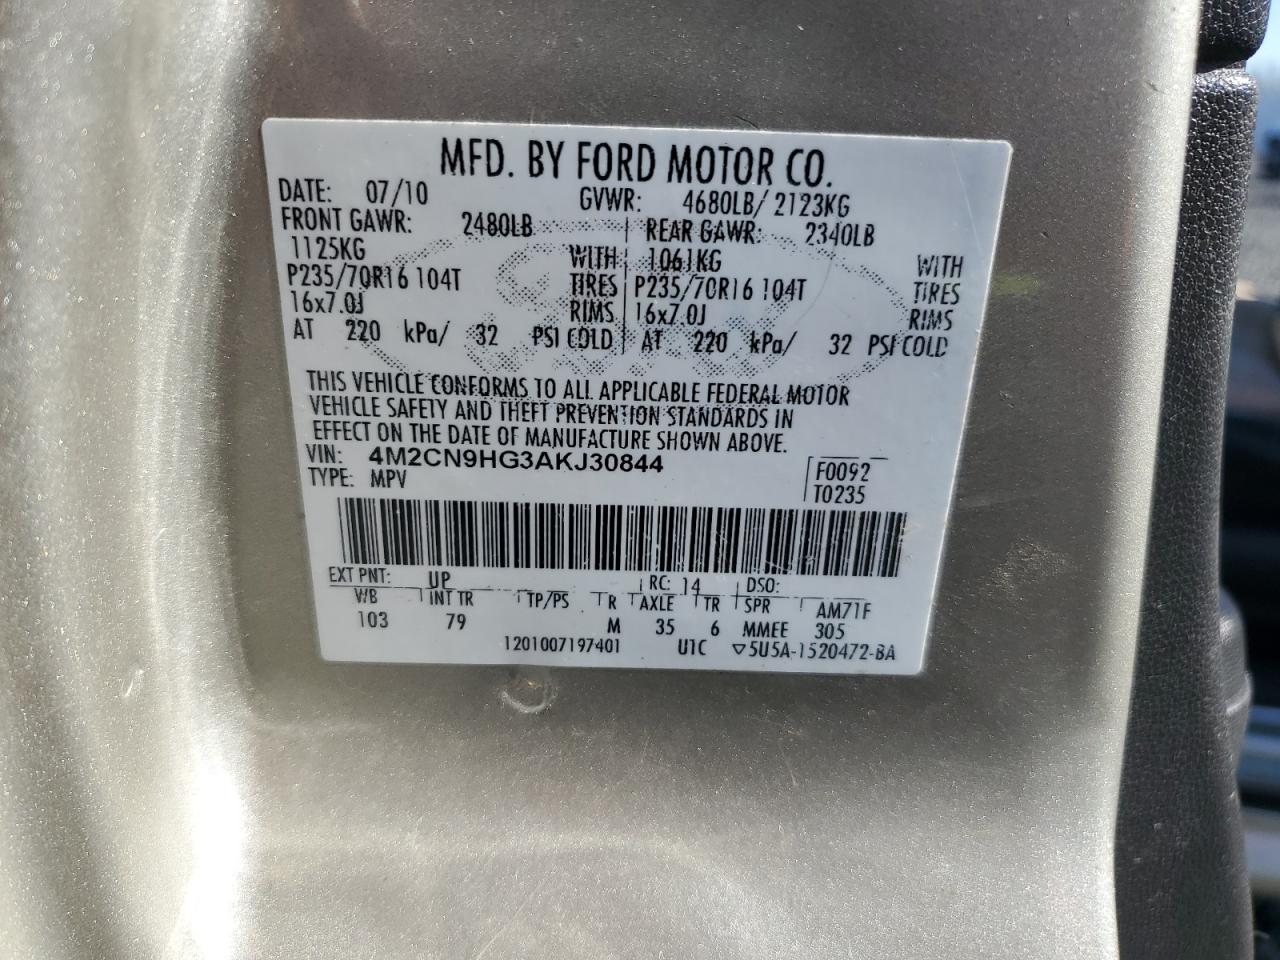 MFD. BY FORD MOTOR CO.
DATE: 07/10 GVWR: 4680LB/ 2123KG
FRONT GAWR: 2480LB REAR GAWR: 2340LB
1125KG WITH 1061KG WITH
P235/70R16 104T TIRES P235/70R16 104T TIRES
16x7.0J RIMS 16x7.0J RIMS
AT 220 kPa/ 32 PSI COLD AT 220 kPa/ 32 PSI COLD
THIS VEHICLE CONFORMS TO ALL APPLICABLE FEDERAL MOTOR
VEHICLE SAFETY AND THEFT PREVENTION STANDARDS IN
EFFECT ON THE DATE OF MANUFACTURE SHOWN ABOVE.
VIN: 4M2CN9HG3AKJ30844 F0092
TYPE: MPV T0235
EXT PNT: UP RC: 14 DSO:
WB INT TR TP/PS R AXLE TR SPR AM71F
103 79 M 35 6 MMEE 305
1201007197401 U1C ▽5U5A-1520472-BA